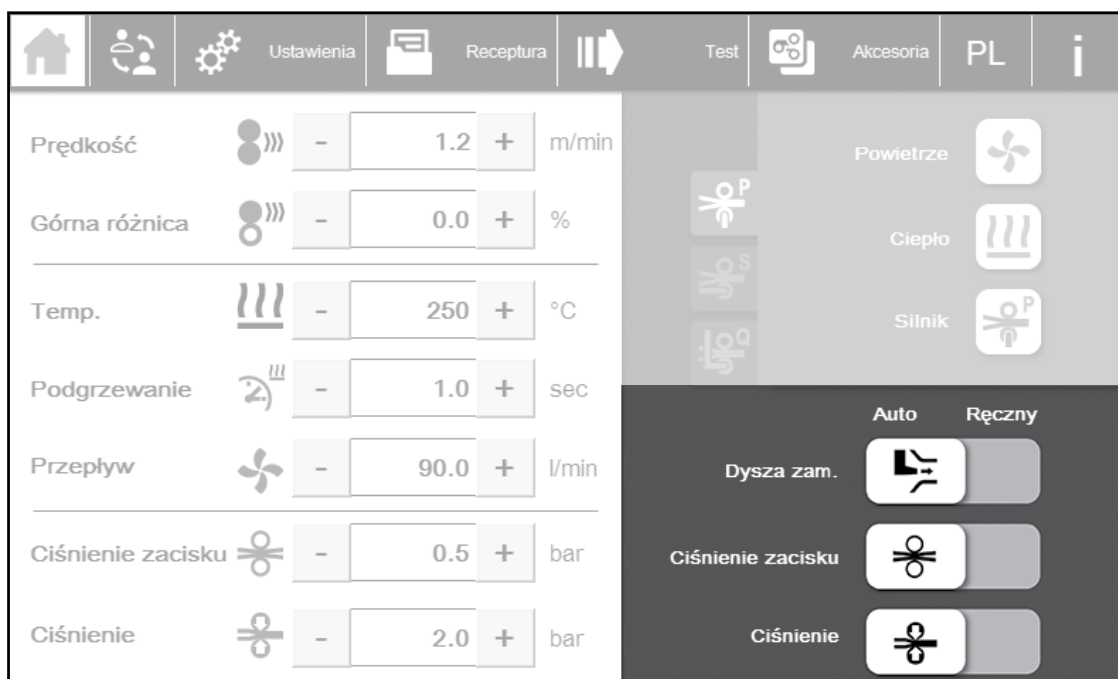 Ustawienia
Receptura
Test
Akcesoria
PL
i
Prędkość - 1.2 + m/min
Górna różnica - 0.0 + %
Temp. - 250 + °C
Podgrzewanie - 1.0 + sec
Przepływ - 90.0 + l/min
Ciśnienie zacisku - 0.5 + bar
Ciśnienie - 2.0 + bar
P
S
Q
Powietrze
Ciepło
Silnik
P
Auto Ręczny
Dysza zam.
Ciśnienie zacisku
Ciśnienie